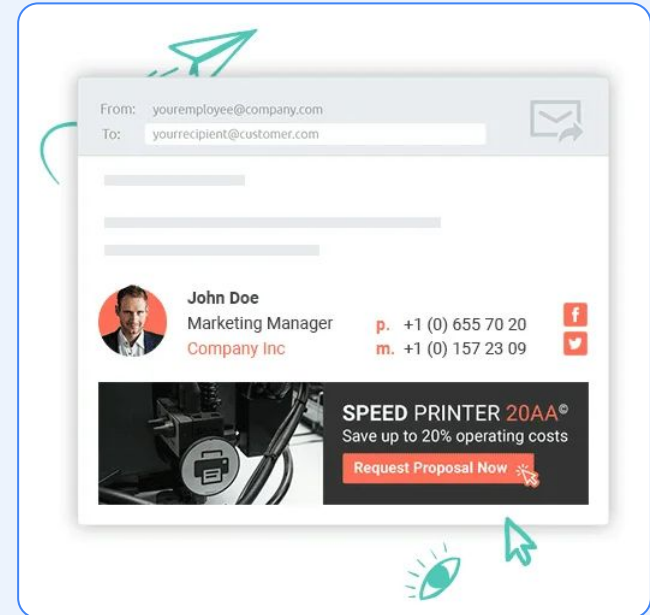 From: youremployee@company.com
To: yourrecipient@customer.com
John Doe
Marketing Manager
Company Inc
p. +1 (0) 655 70 20
m. +1 (0) 157 23 09
SPEED PRINTER 20AA©
Save up to 20% operating costs
Request Proposal Now